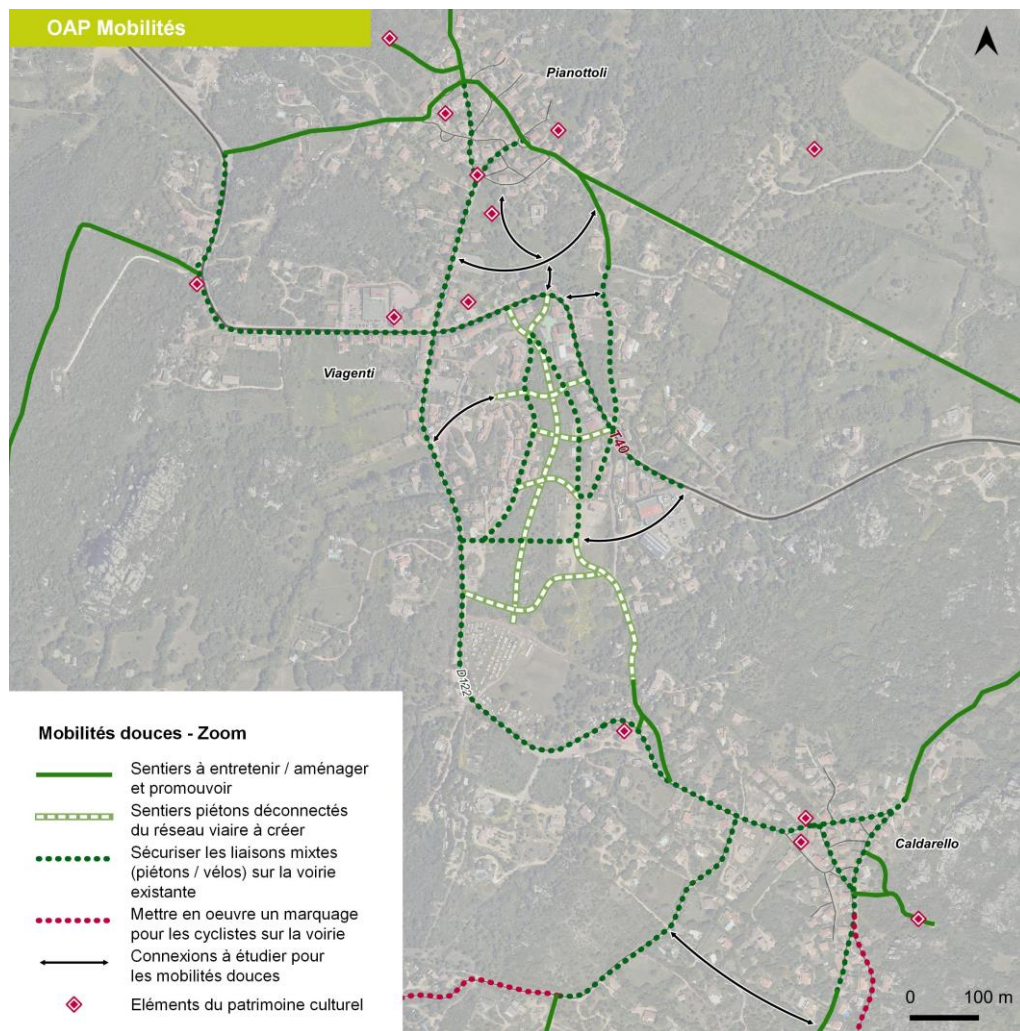 OAP Mobilités
Pianottoli
Viagenti
T40
D122
Caldarello
Mobilités douces - Zoom
Sentiers à entretenir / aménager
et promouvoir
Sentiers piétons déconnectés
du réseau viaire à créer
Sécuriser les liaisons mixtes
(piétons / vélos) sur la voirie
existante
Mettre en oeuvre un marquage
pour les cyclistes sur la voirie
Connexions à étudier pour
les mobilités douces
Eléments du patrimoine culturel
0 100 m